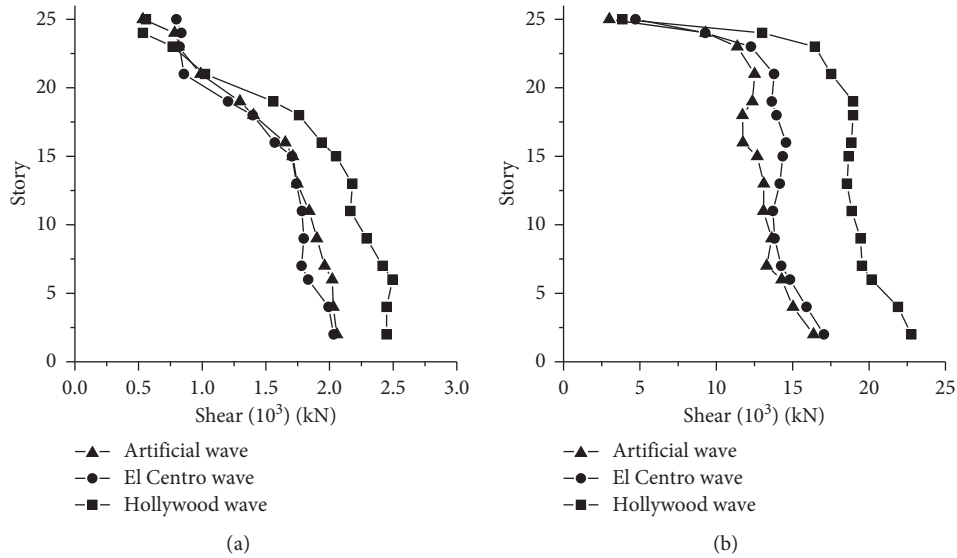 25
20
15
10
5
0
Story
0.0 0.5 1.0 1.5 2.0 2.5 3.0
Shear (10³) (kN)
Artificial wave
El Centro wave
Hollywood wave
(a)
25
20
15
10
5
0
Story
0 5 10 15 20 25
Shear (10³) (kN)
Artificial wave
El Centro wave
Hollywood wave
(b)